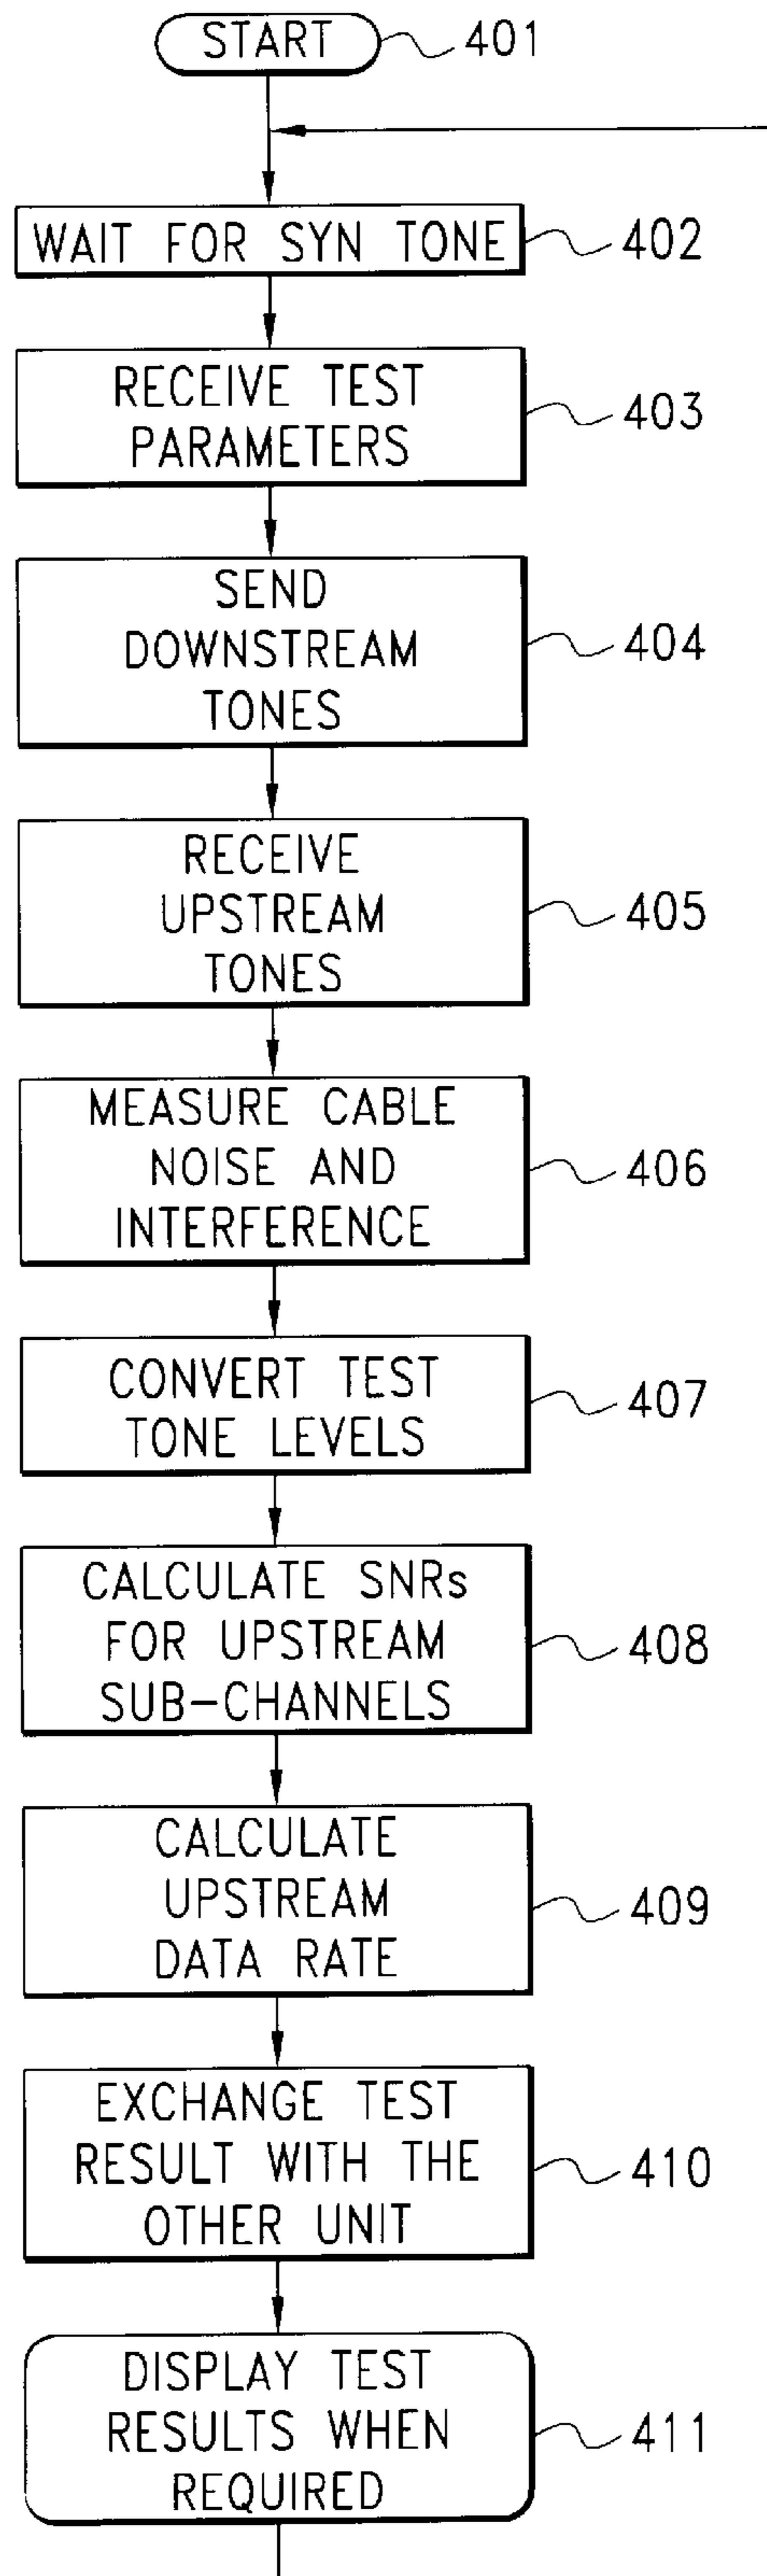 START 401
WAIT FOR SYN TONE 402
RECEIVE TEST
PARAMETERS
403
SEND
DOWNSTREAM
TONES
404
RECEIVE
UPSTREAM
TONES
405
MEASURE CABLE
NOISE AND
INTERFERENCE
406
CONVERT TEST
TONE LEVELS
407
CALCULATE SNRs
FOR UPSTREAM
SUB-CHANNELS
408
CALCULATE
UPSTREAM
DATA RATE
409
EXCHANGE TEST
RESULT WITH THE
OTHER UNIT
410
DISPLAY TEST
RESULTS WHEN
REQUIRED
411